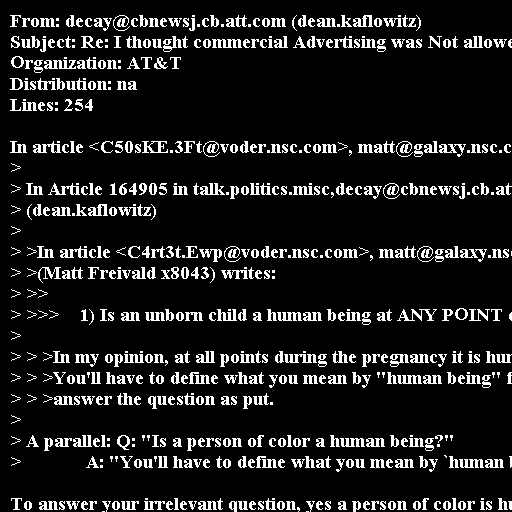 From: decay@cbnewsj.cb.att.com (dean.kaflowitz)
Subject: Re: I thought commercial Advertising was Not allowe
Organization: AT&T
Distribution: na
Lines: 254

In article <C50sKE.3Ft@voder.nsc.com>, matt@galaxy.nsc.c
>
> In Article 164905 in talk.politics.misc,decay@cbnewsj.cb.at
> (dean.kaflowitz)
>
> >In article <C4rt3t.Ewp@voder.nsc.com>, matt@galaxy.ns
> >(Matt Freivald x8043) writes:
> >>
> >>>    1) Is an unborn child a human being at ANY POINT
>
> > >In my opinion, at all points during the pregnancy it is hu
> > >You'll have to define what you mean by "human being" f
> > >answer the question as put.
>
> A parallel: Q: "Is a person of color a human being?"
>             A: "You'll have to define what you mean by `human

To answer your irrelevant question, yes a person of color is h